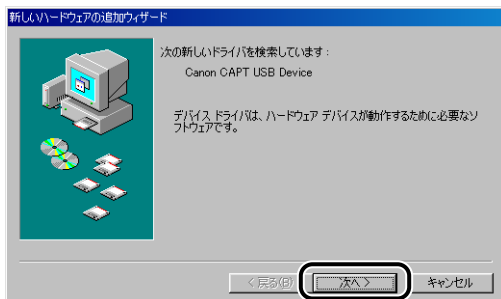 新しいハードウェアの追加ウィザード
次の新しいドライバを検索しています：
Canon CAPT USB Device
デバイス ドライバは、ハードウェア デバイスが動作するために必要なソ
フトウェアです。
< 戻る(B)
次へ >
キャンセル